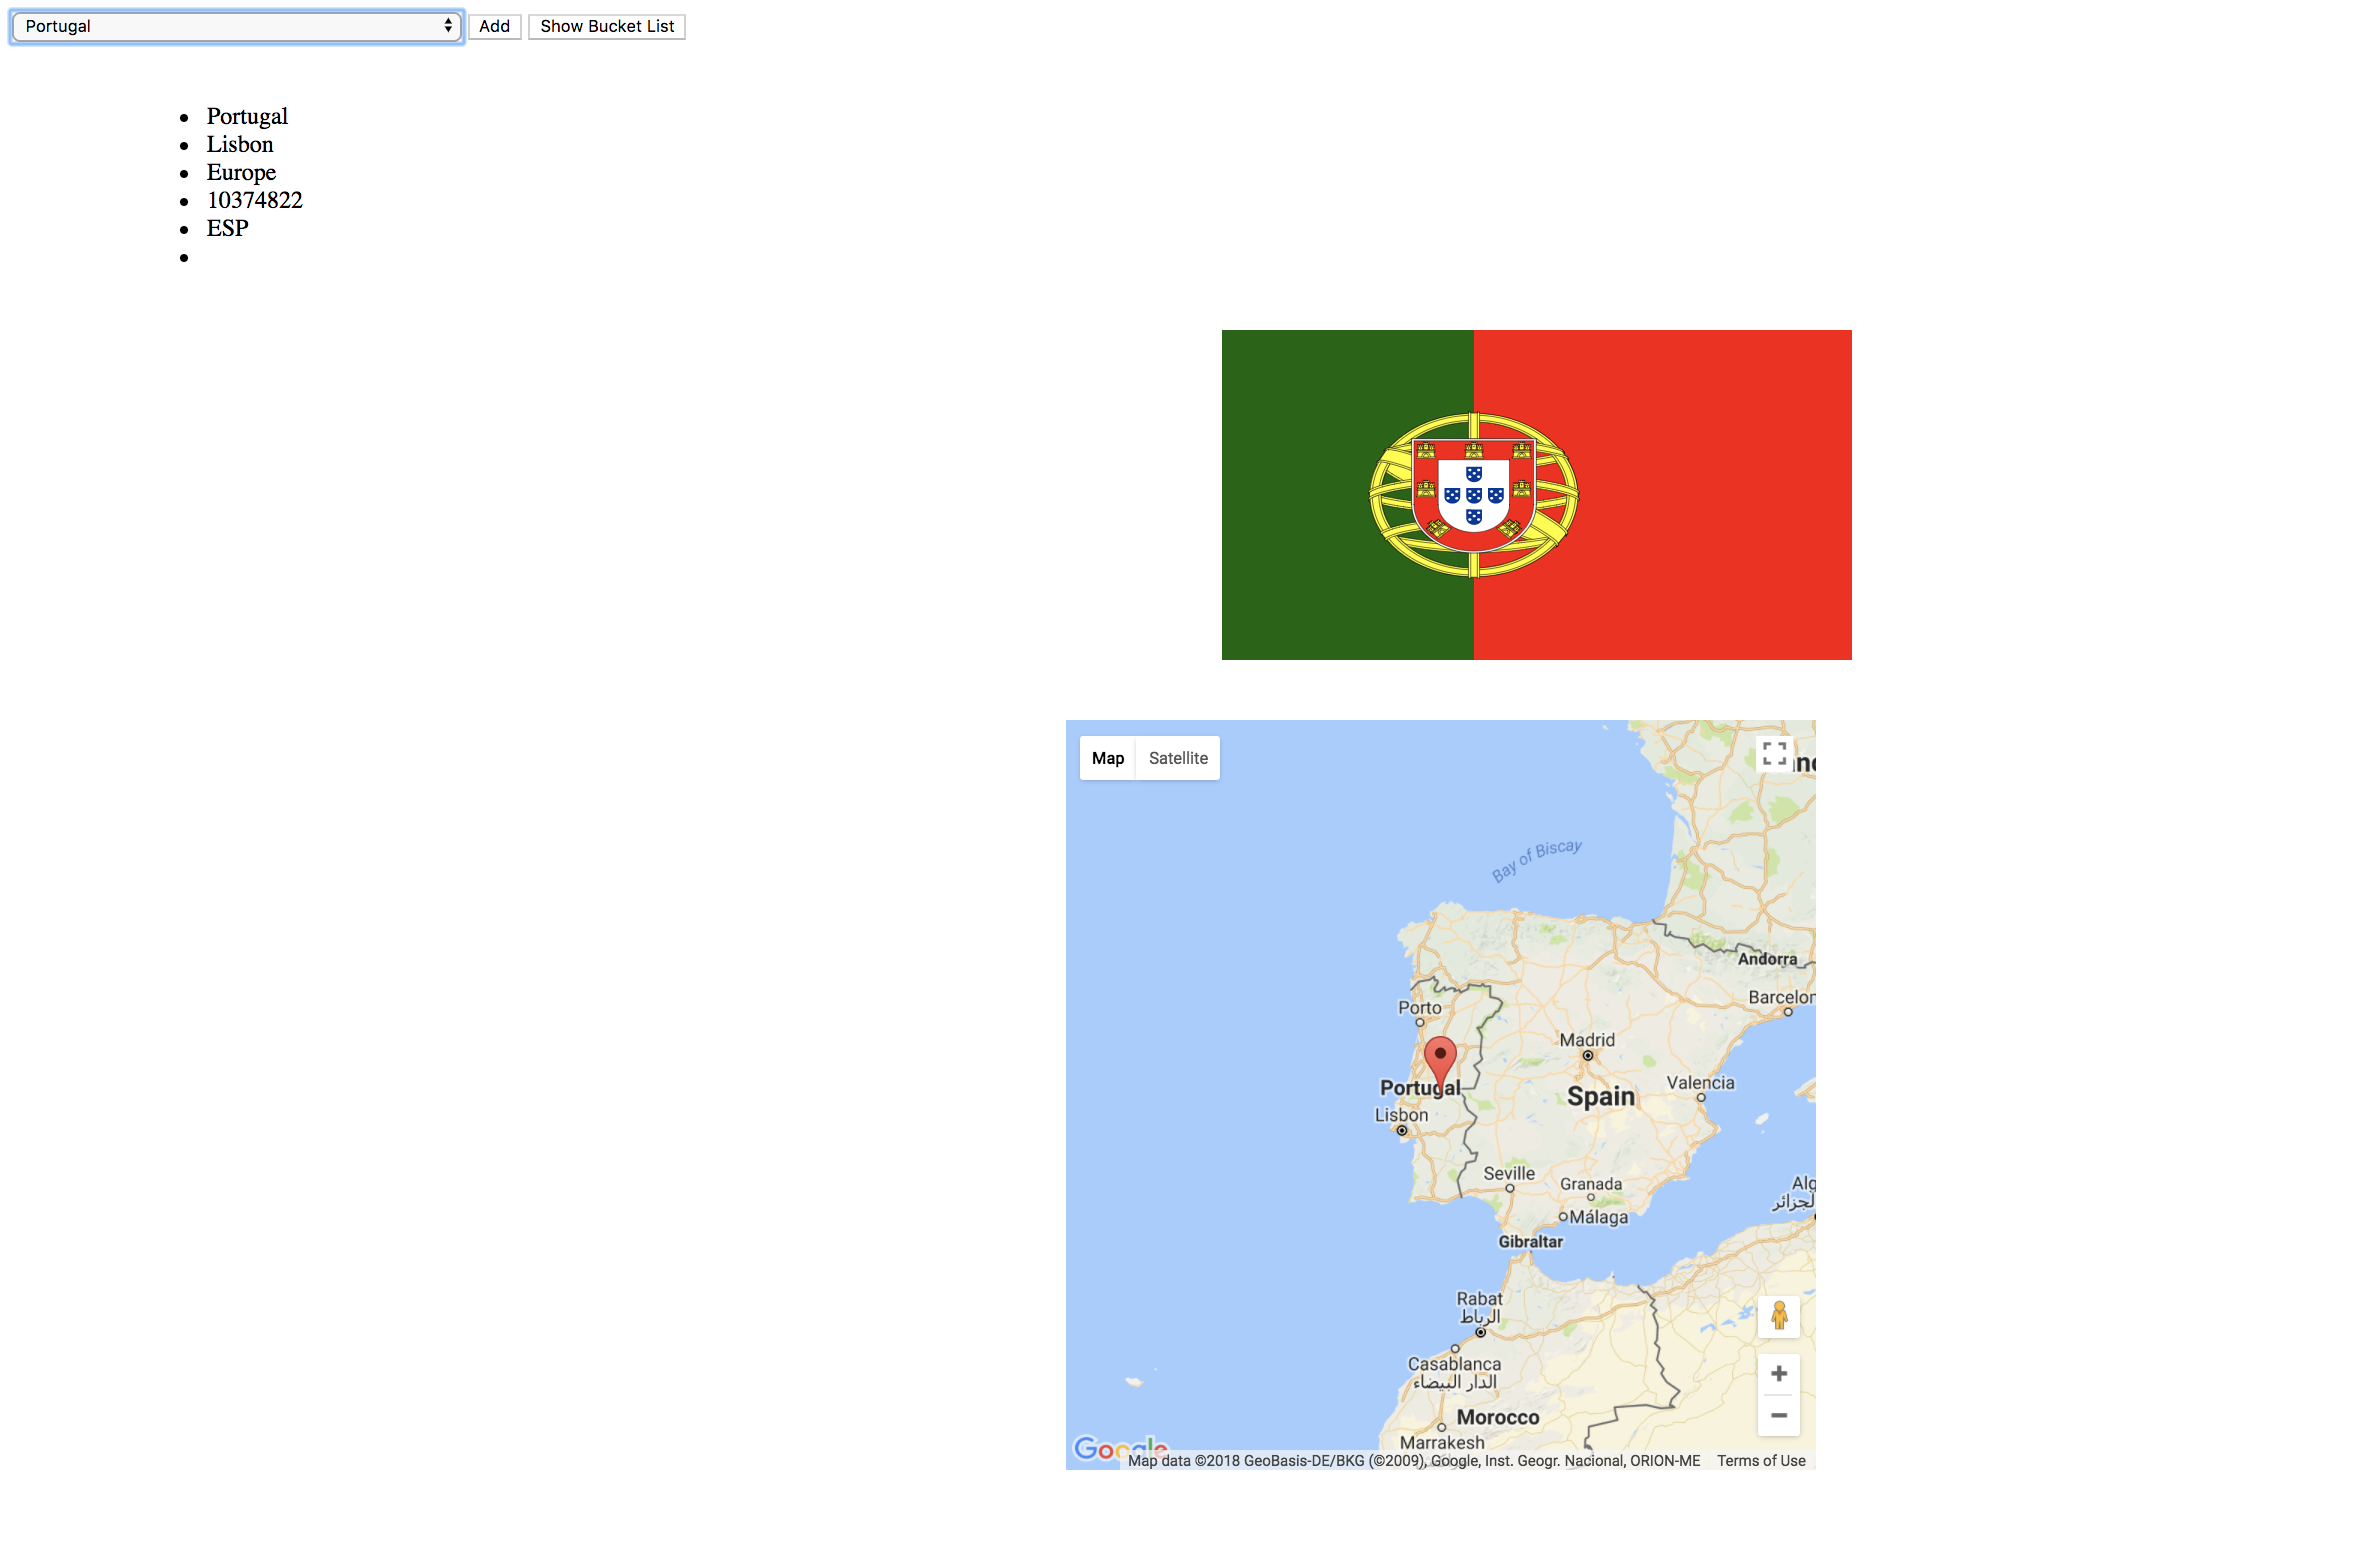 Portugal
Add
Show Bucket List
Portugal
Lisbon
Europe
10374822
ESP
Map
Satellite
Bay of Biscay
Andorra
Barcelon
Porto
Madrid
Portugal
Valencia
Spain
Lisbon
Seville
Granada
Málaga
Gibraltar
Rabat
الرباط
Casablanca
الدار البيضاء
Morocco
Marrakesh
Google
Map data ©2018 GeoBasis-DE/BKG (©2009), Google, Inst. Geogr. Nacional, ORION-ME
Terms of Use